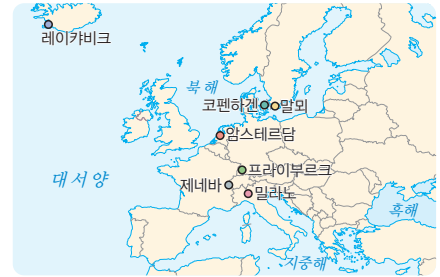 레이캬비크
북해
코펜하겐
말뫼
암스테르담
대서양
프라이부르크
제네바
밀라노
흑해
지중해